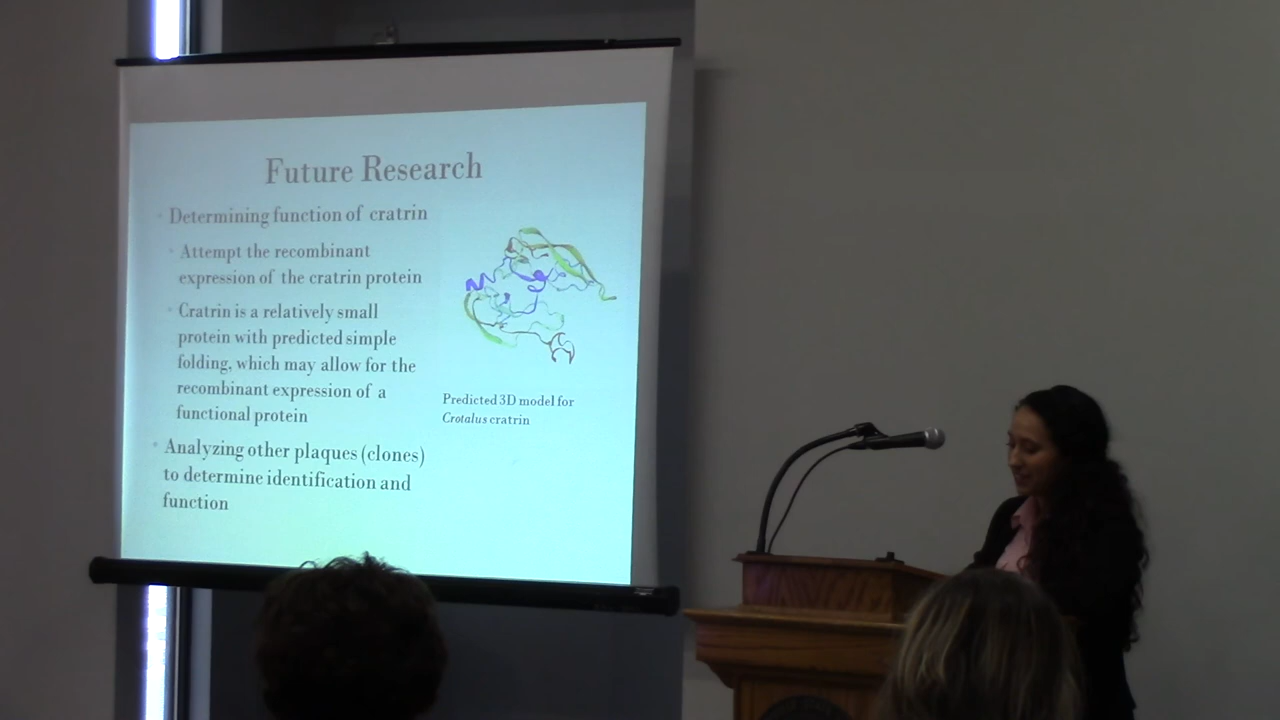 Future Research
Determining function of cratrin
Attempt the recombinant
expression of the cratrin protein
Cratrin is a relatively small
protein with predicted simple
folding, which may allow for the
recombinant expression of a
functional protein
Analyzing other plaques (clones)
to determine identification and
function
Predicted 3D model for
Crotalus cratrin